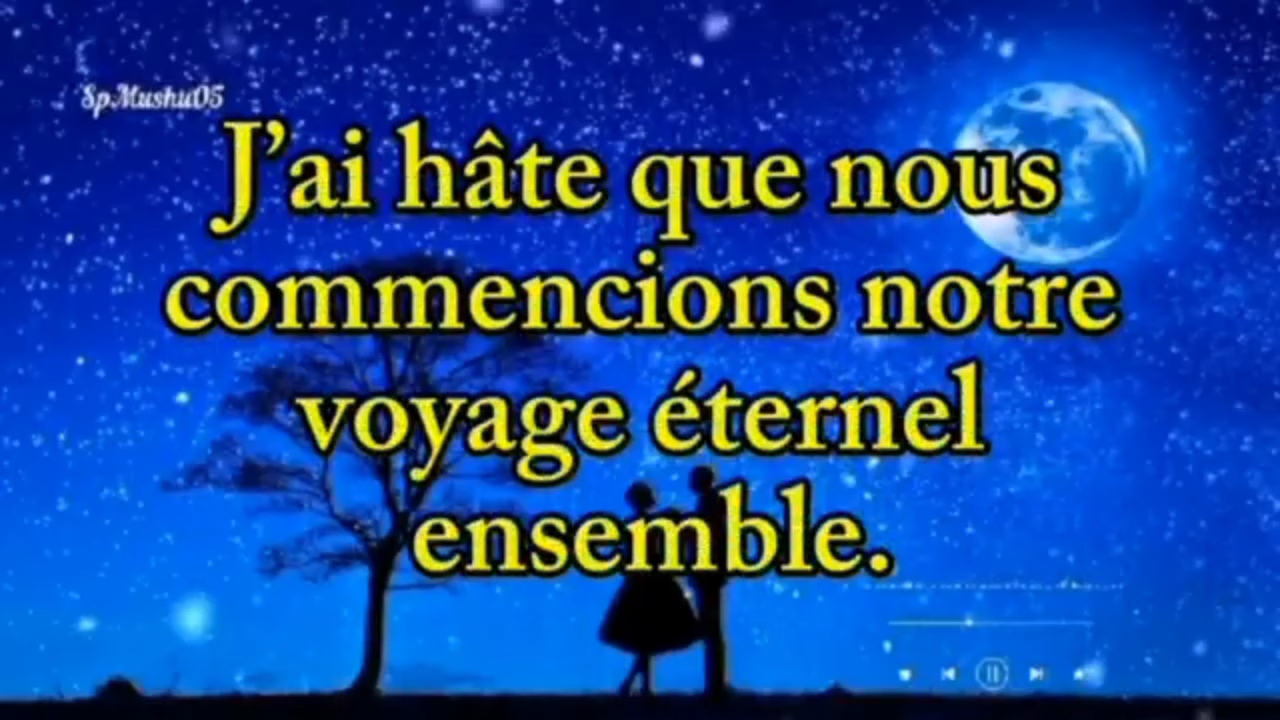 SpMushu05
J’ai hâte que nous
commencions notre
voyage éternel
ensemble.